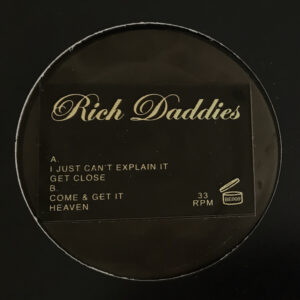 Rich Daddies
A.
I JUST CAN'T EXPLAIN IT
GET CLOSE
B.
COME & GET IT
HEAVEN
33
RPM